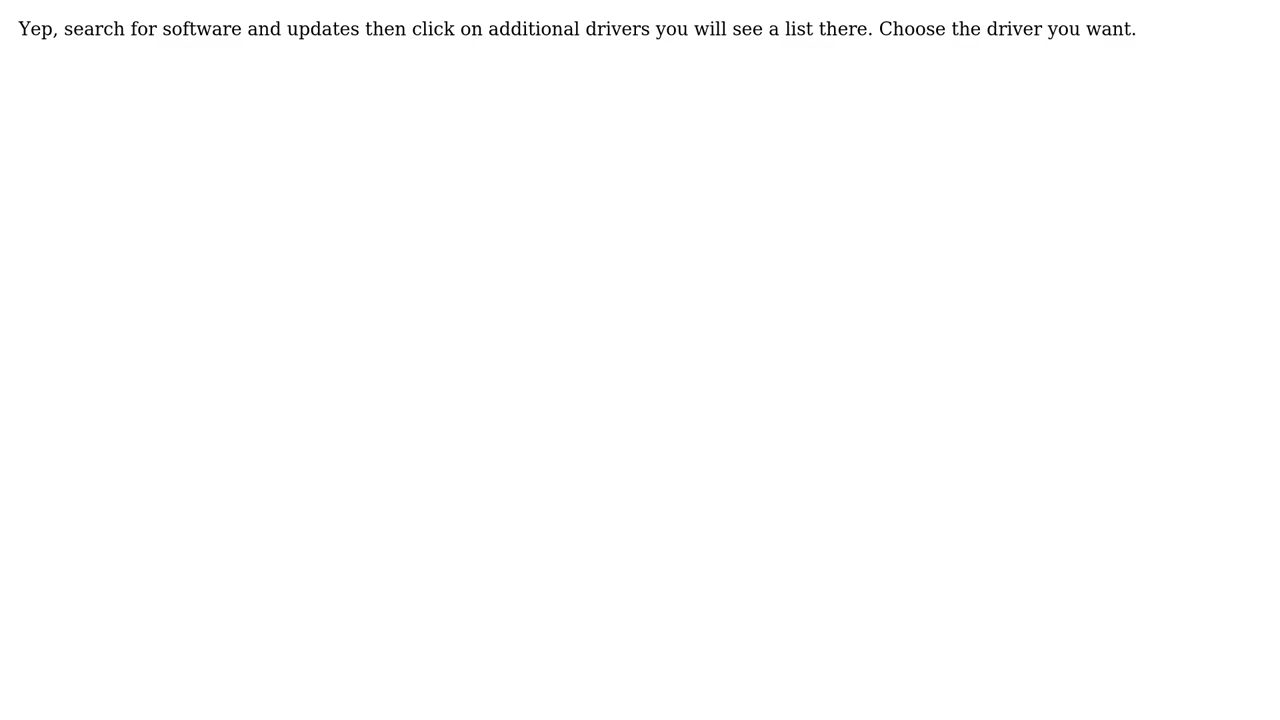 Yep, search for software and updates then click on additional drivers you will see a list there. Choose the driver you want.